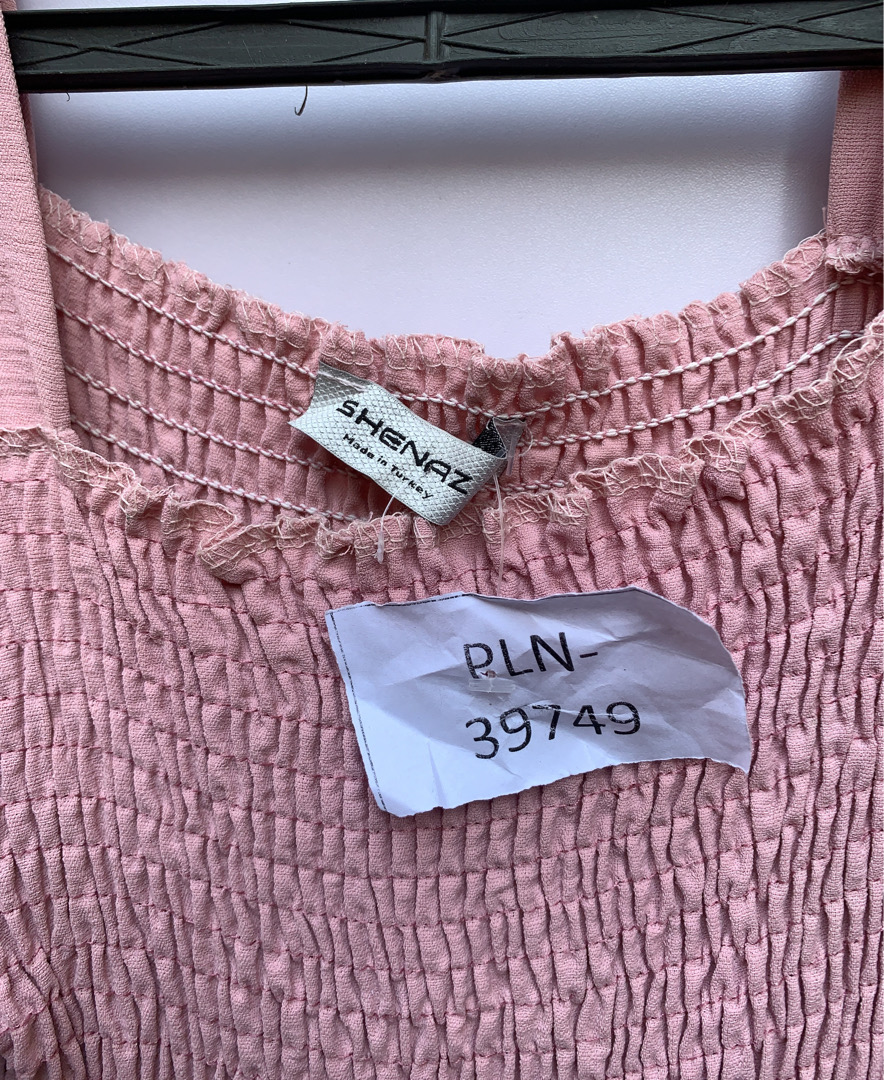 SHENAZ
Made in Turkey
PLN-
39749